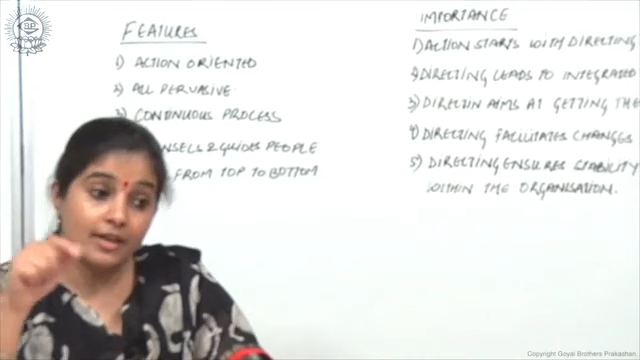 FEATURES
1) ACTION ORIENTED
2) ALL PERVASIVE
3) CONTINUOUS PROCESS
NSELS & GUIDES PEOPLE
FROM TOP TO BOTTOM
IMPORTANCE
1) ACTION STARTS WITH DIRECTING
2) DIRECTING LEADS TO INTEGRATED
3) DIRECTIN AIMS AT GETTING THE
4) DIRECTING FACILITATES CHANGES
5) DIRECTING ENSURES STABILITY
WITHIN THE ORGANISATION.
Copyright Goyal Brothers Prakashan